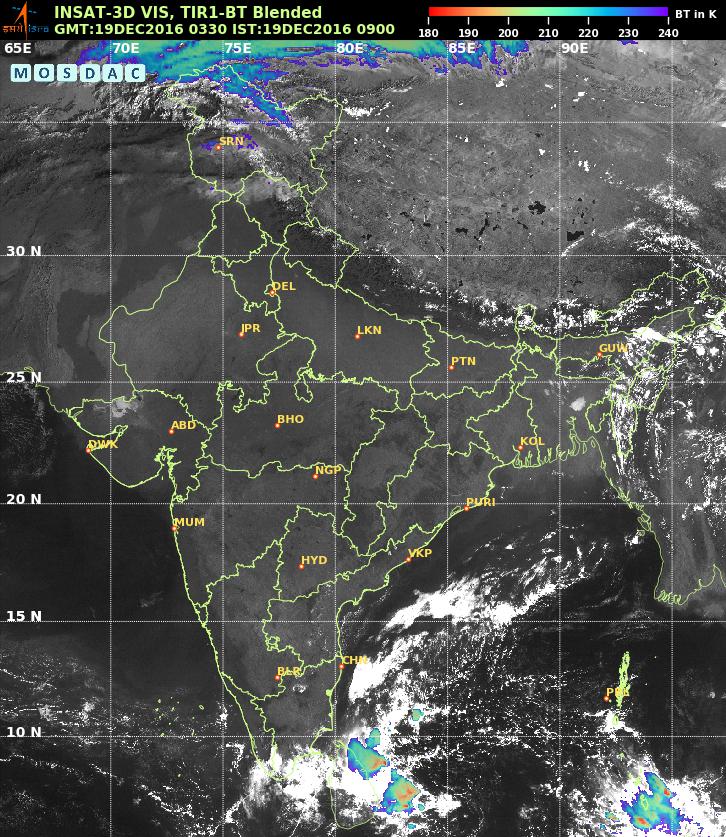 INSAT-3D VIS, TIR1-BT Blended
GMT:19DEC2016 0330 IST:19DEC2016 0900
BT in K
180 190 200 210 220 230 240
65E 70E 75E 80E 85E 90E
MOSDAC
SRN
30 N
DEL
JPR LKN
GUW
PTN
25 N
ABD BHO
DWK KOL
NGP
20 N PURI
MUM
VKP
HYD
15 N
CHN
BLR
10 N